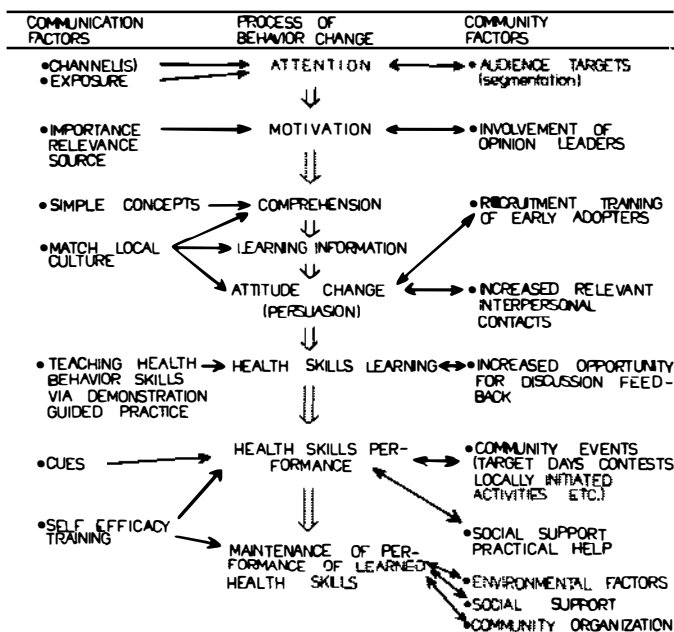 COMMUNICATION
FACTORS
PROCESS OF
BEHAVIOR CHANGE
COMMUNITY
FACTORS
•CHANNEL(S)
•EXPOSURE
ATTENTION
•AUDIENCE TARGETS
(segmentation)
•IMPORTANCE
RELEVANCE
SOURCE
MOTIVATION
•INVOLVEMENT OF
OPINION LEADERS
•SIMPLE CONCEPTS
COMPREHENSION
•RECRUITMENT TRAINING
OF EARLY ADOPTERS
•MATCH LOCAL
CULTURE
LEARNING INFORMATION
ATTITUDE CHANGE
(PERSUASION)
•INCREASED RELEVANT
INTERPERSONAL
CONTACTS
•TEACHING HEALTH
BEHAVIOR SKILLS
VIA DEMONSTRATION
GUIDED PRACTICE
HEALTH SKILLS LEARNING
•INCREASED OPPORTUNITY
FOR DISCUSSION FEED-
BACK
•CUES
HEALTH SKILLS PER-
FORMANCE
•COMMUNITY EVENTS
(TARGET DAYS CONTESTS
LOCALLY INITIATED
ACTIVITIES ETC.)
•SELF EFFICACY
TRAINING
•SOCIAL SUPPORT
PRACTICAL HELP
MAINTENANCE OF PER-
FORMANCE OF LEARNED
HEALTH SKILLS
•ENVIRONMENTAL FACTORS
•SOCIAL SUPPORT
•COMMUNITY ORGANIZATION